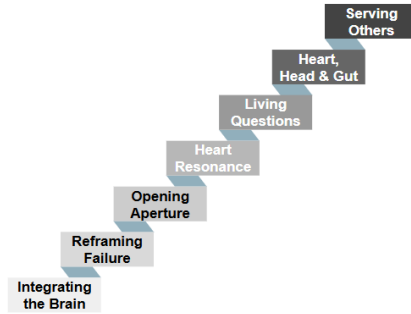 Serving
Others
Heart,
Head & Gut
Living
Questions
Heart
Resonance
Opening
Aperture
Reframing
Failure
Integrating
the Brain